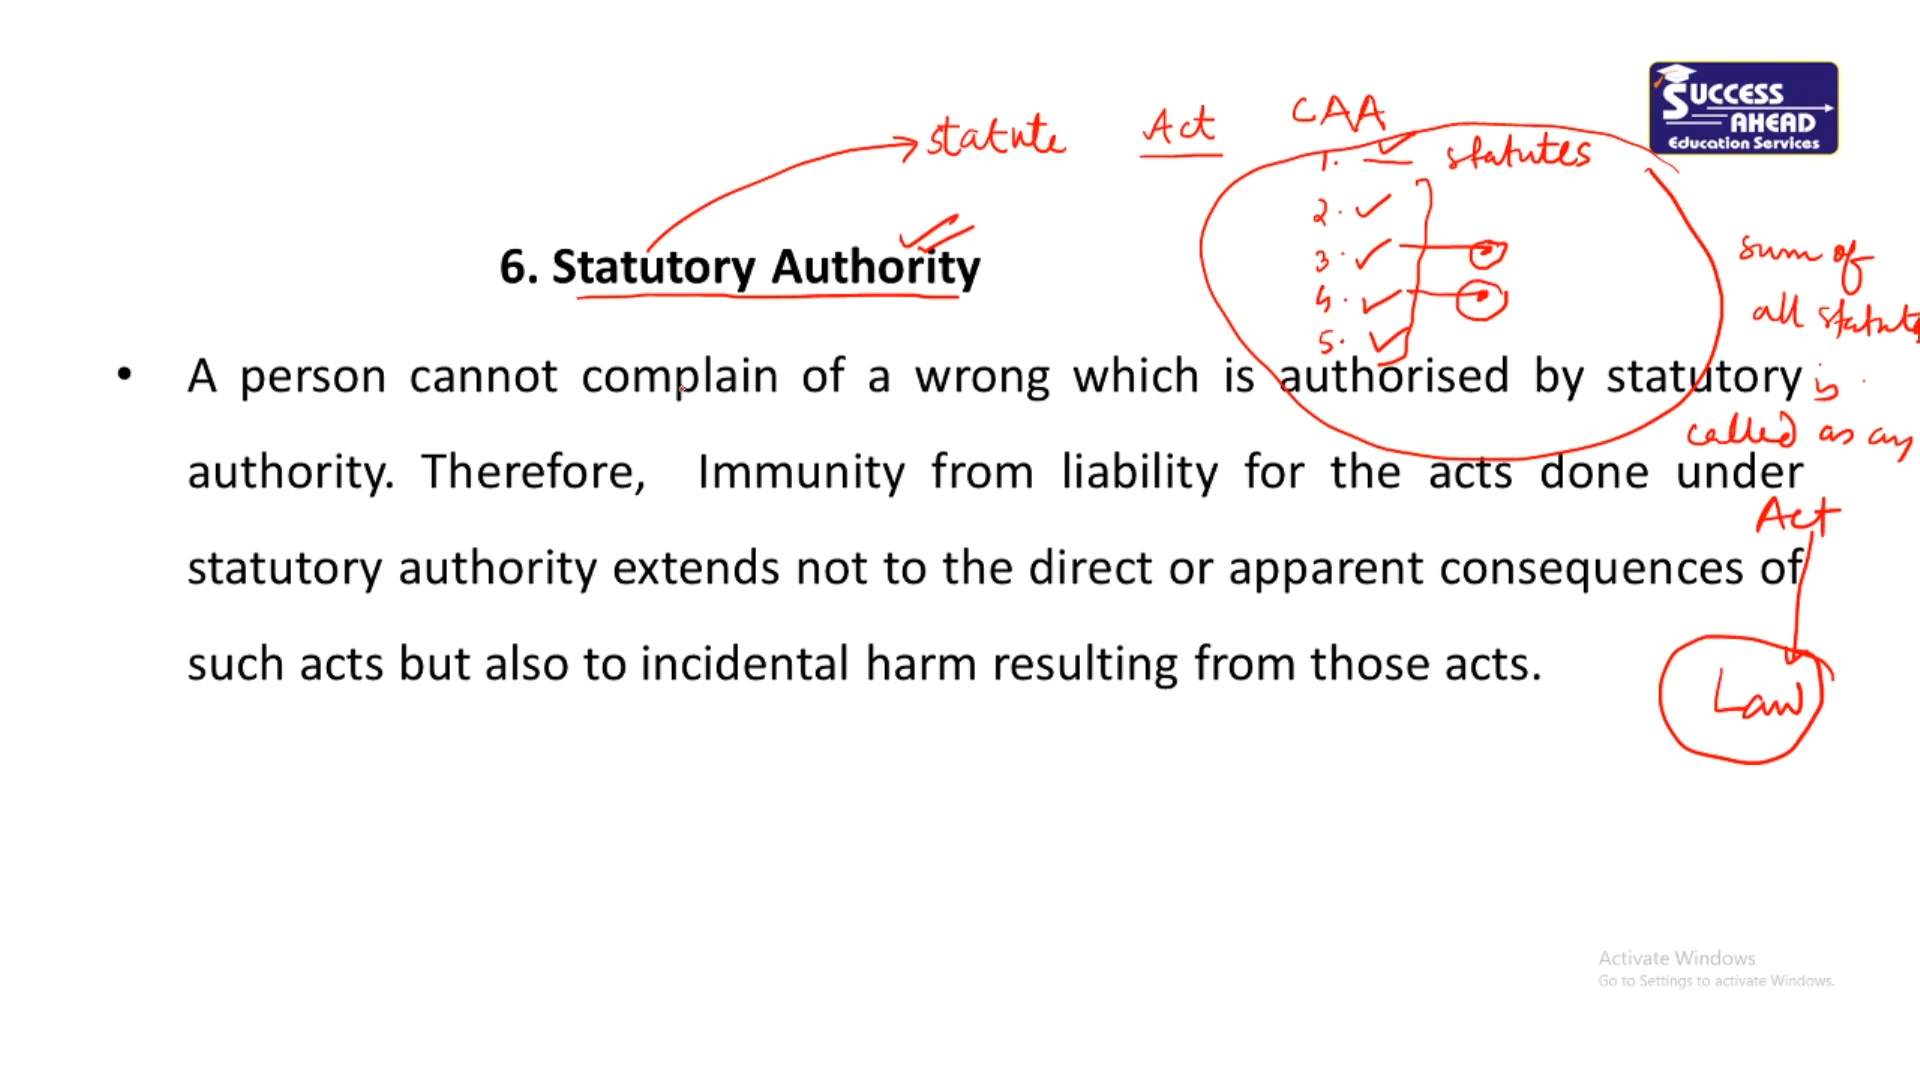 SUCCESS
AHEAD
Education Services
CAA
statute Act
1. statutes
2.
3.
4.
5.
6. Statutory Authority
sum of
all statutes
is
called as any
Act
Law
• A person cannot complain of a wrong which is authorised by statutory
authority. Therefore, Immunity from liability for the acts done under
statutory authority extends not to the direct or apparent consequences of
such acts but also to incidental harm resulting from those acts.
Activate Windows
Go to Settings to activate Windows.